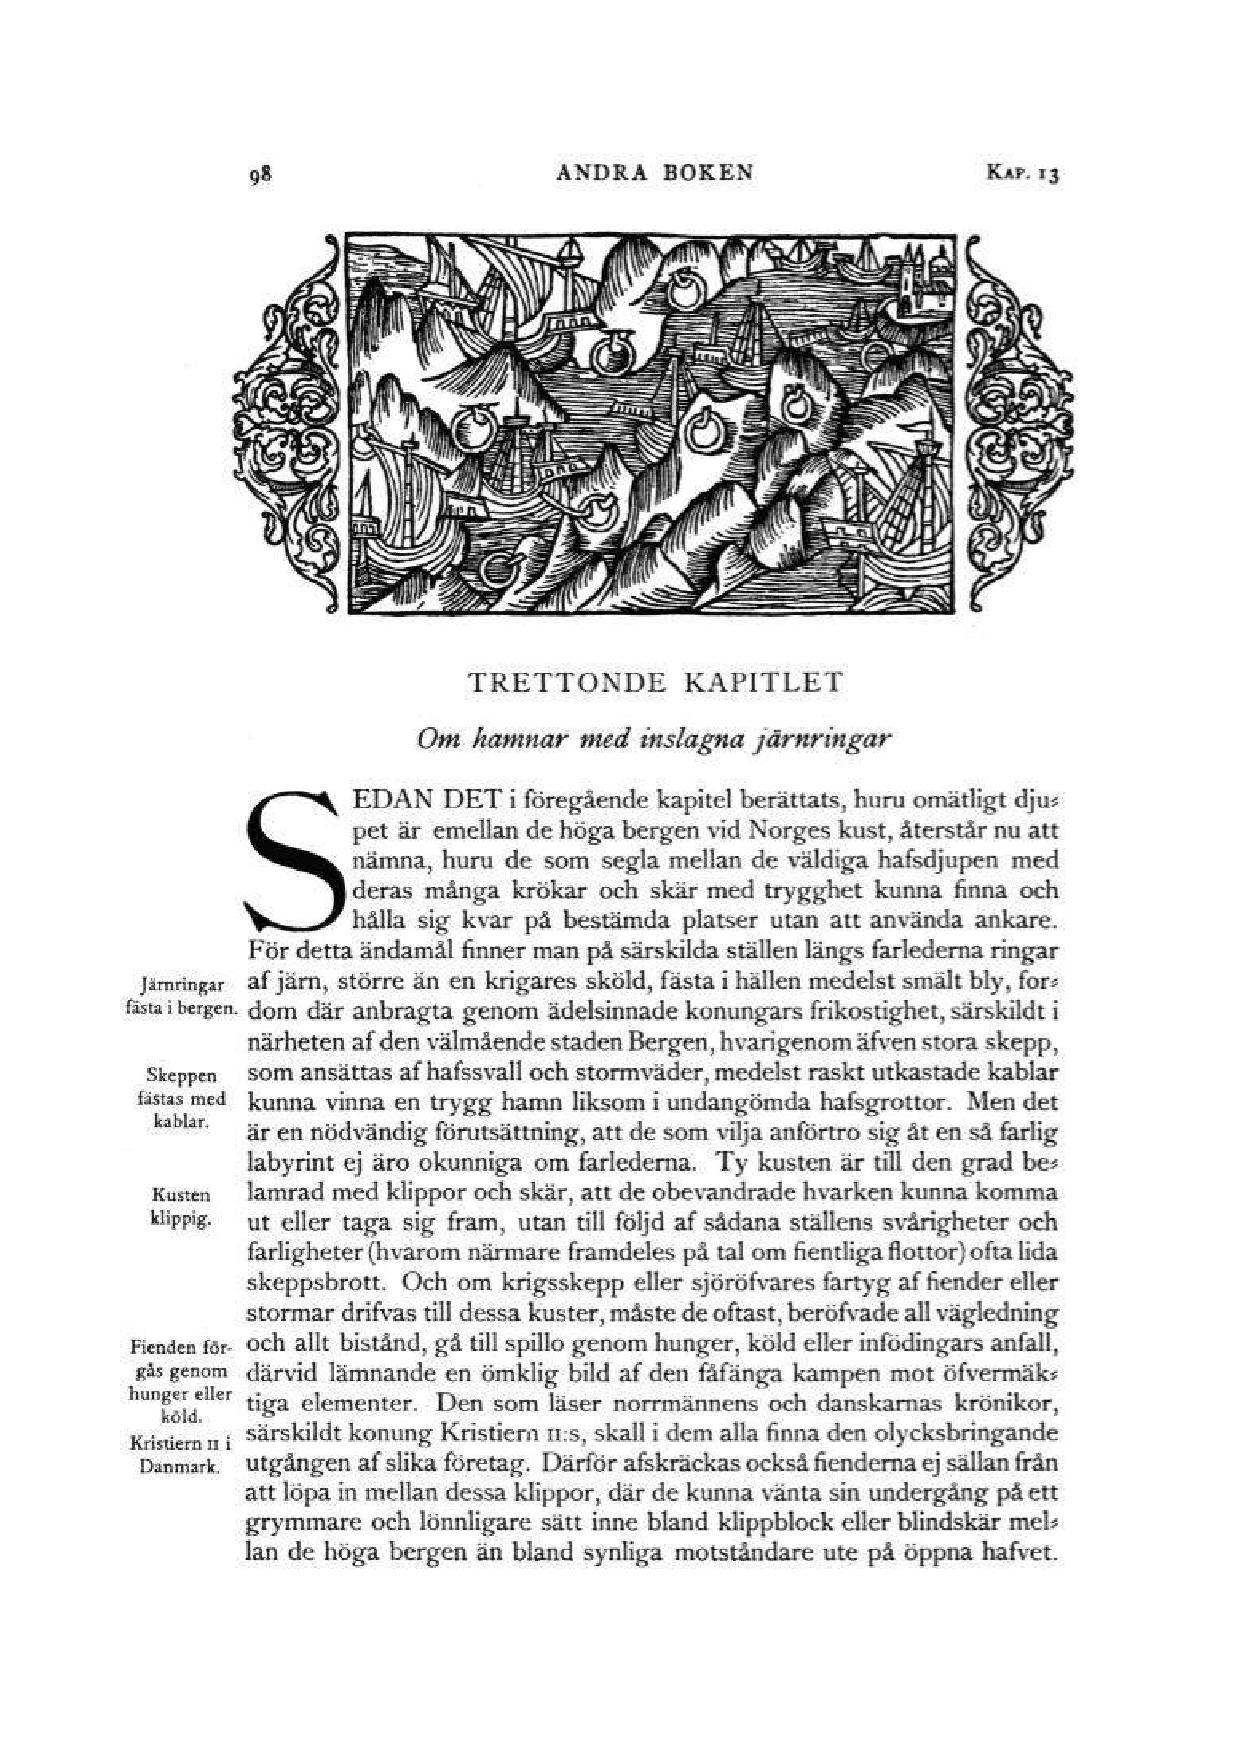 98 ANDRA BOKEN KAP. 13
TRETTONDE KAPITLET
Om hamnar med inslagna järnringar
SEDAN DET i föregående kapitel berättats, huru omätligt dju-
pet är emellan de höga bergen vid Norges kust, återstår nu att
nämna, huru de som segla mellan de väldiga hafsdjupen med
deras många krökar och skär med trygghet kunna finna och
hålla sig kvar på bestämda platser utan att använda ankare.
För detta ändamål finner man på särskilda ställen längs farlederna ringar
Järnringar
fästa i bergen.
af järn, större än en krigares sköld, fästa i hällen medelst smält bly, for-
dom där anbragta genom ädelsinnade konungars frikostighet, särskildt i
närheten af den välmående staden Bergen, hvarigenom äfven stora skepp,
Skeppen
fästas med
kablar.
som ansättas af hafssvall och stormväder, medelst raskt utkastade kablar
kunna vinna en trygg hamn liksom i undangömda hafsgrottor. Men det
är en nödvändig förutsättning, att de som vilja anförtro sig åt en så farlig
labyrint ej äro okunniga om farlederna. Ty kusten är till den grad be-
Kusten
klippig.
lamrad med klippor och skär, att de obevandrade hvarken kunna komma
ut eller taga sig fram, utan till följd af sådana ställens svårigheter och
farligheter (hvarom närmare framdeles på tal om fientliga flottor) ofta lida
skeppsbrott. Och om krigsskepp eller sjöröfvares fartyg af fiender eller
stormar drifvas till dessa kuster, måste de oftast, beröfvade all vägledning
Fienden för-
gås genom
hunger eller
köld.
och allt bistånd, gå till spillo genom hunger, köld eller infödingars anfall,
därvid lämnande en ömklig bild af den fåfänga kampen mot öfvermäk-
tiga elementer. Den som läser norrmännens och danskarnas krönikor,
Kristiern II i
Danmark.
särskildt konung Kristiern II:s, skall i dem alla finna den olycksbringande
utgången af slika företag. Därför afskräckas också fienderna ej sällan från
att löpa in mellan dessa klippor, där de kunna vänta sin undergång på ett
grymmare och lönnligare sätt inne bland klippblock eller blindskär mel-
lan de höga bergen än bland synliga motståndare ute på öppna hafvet.